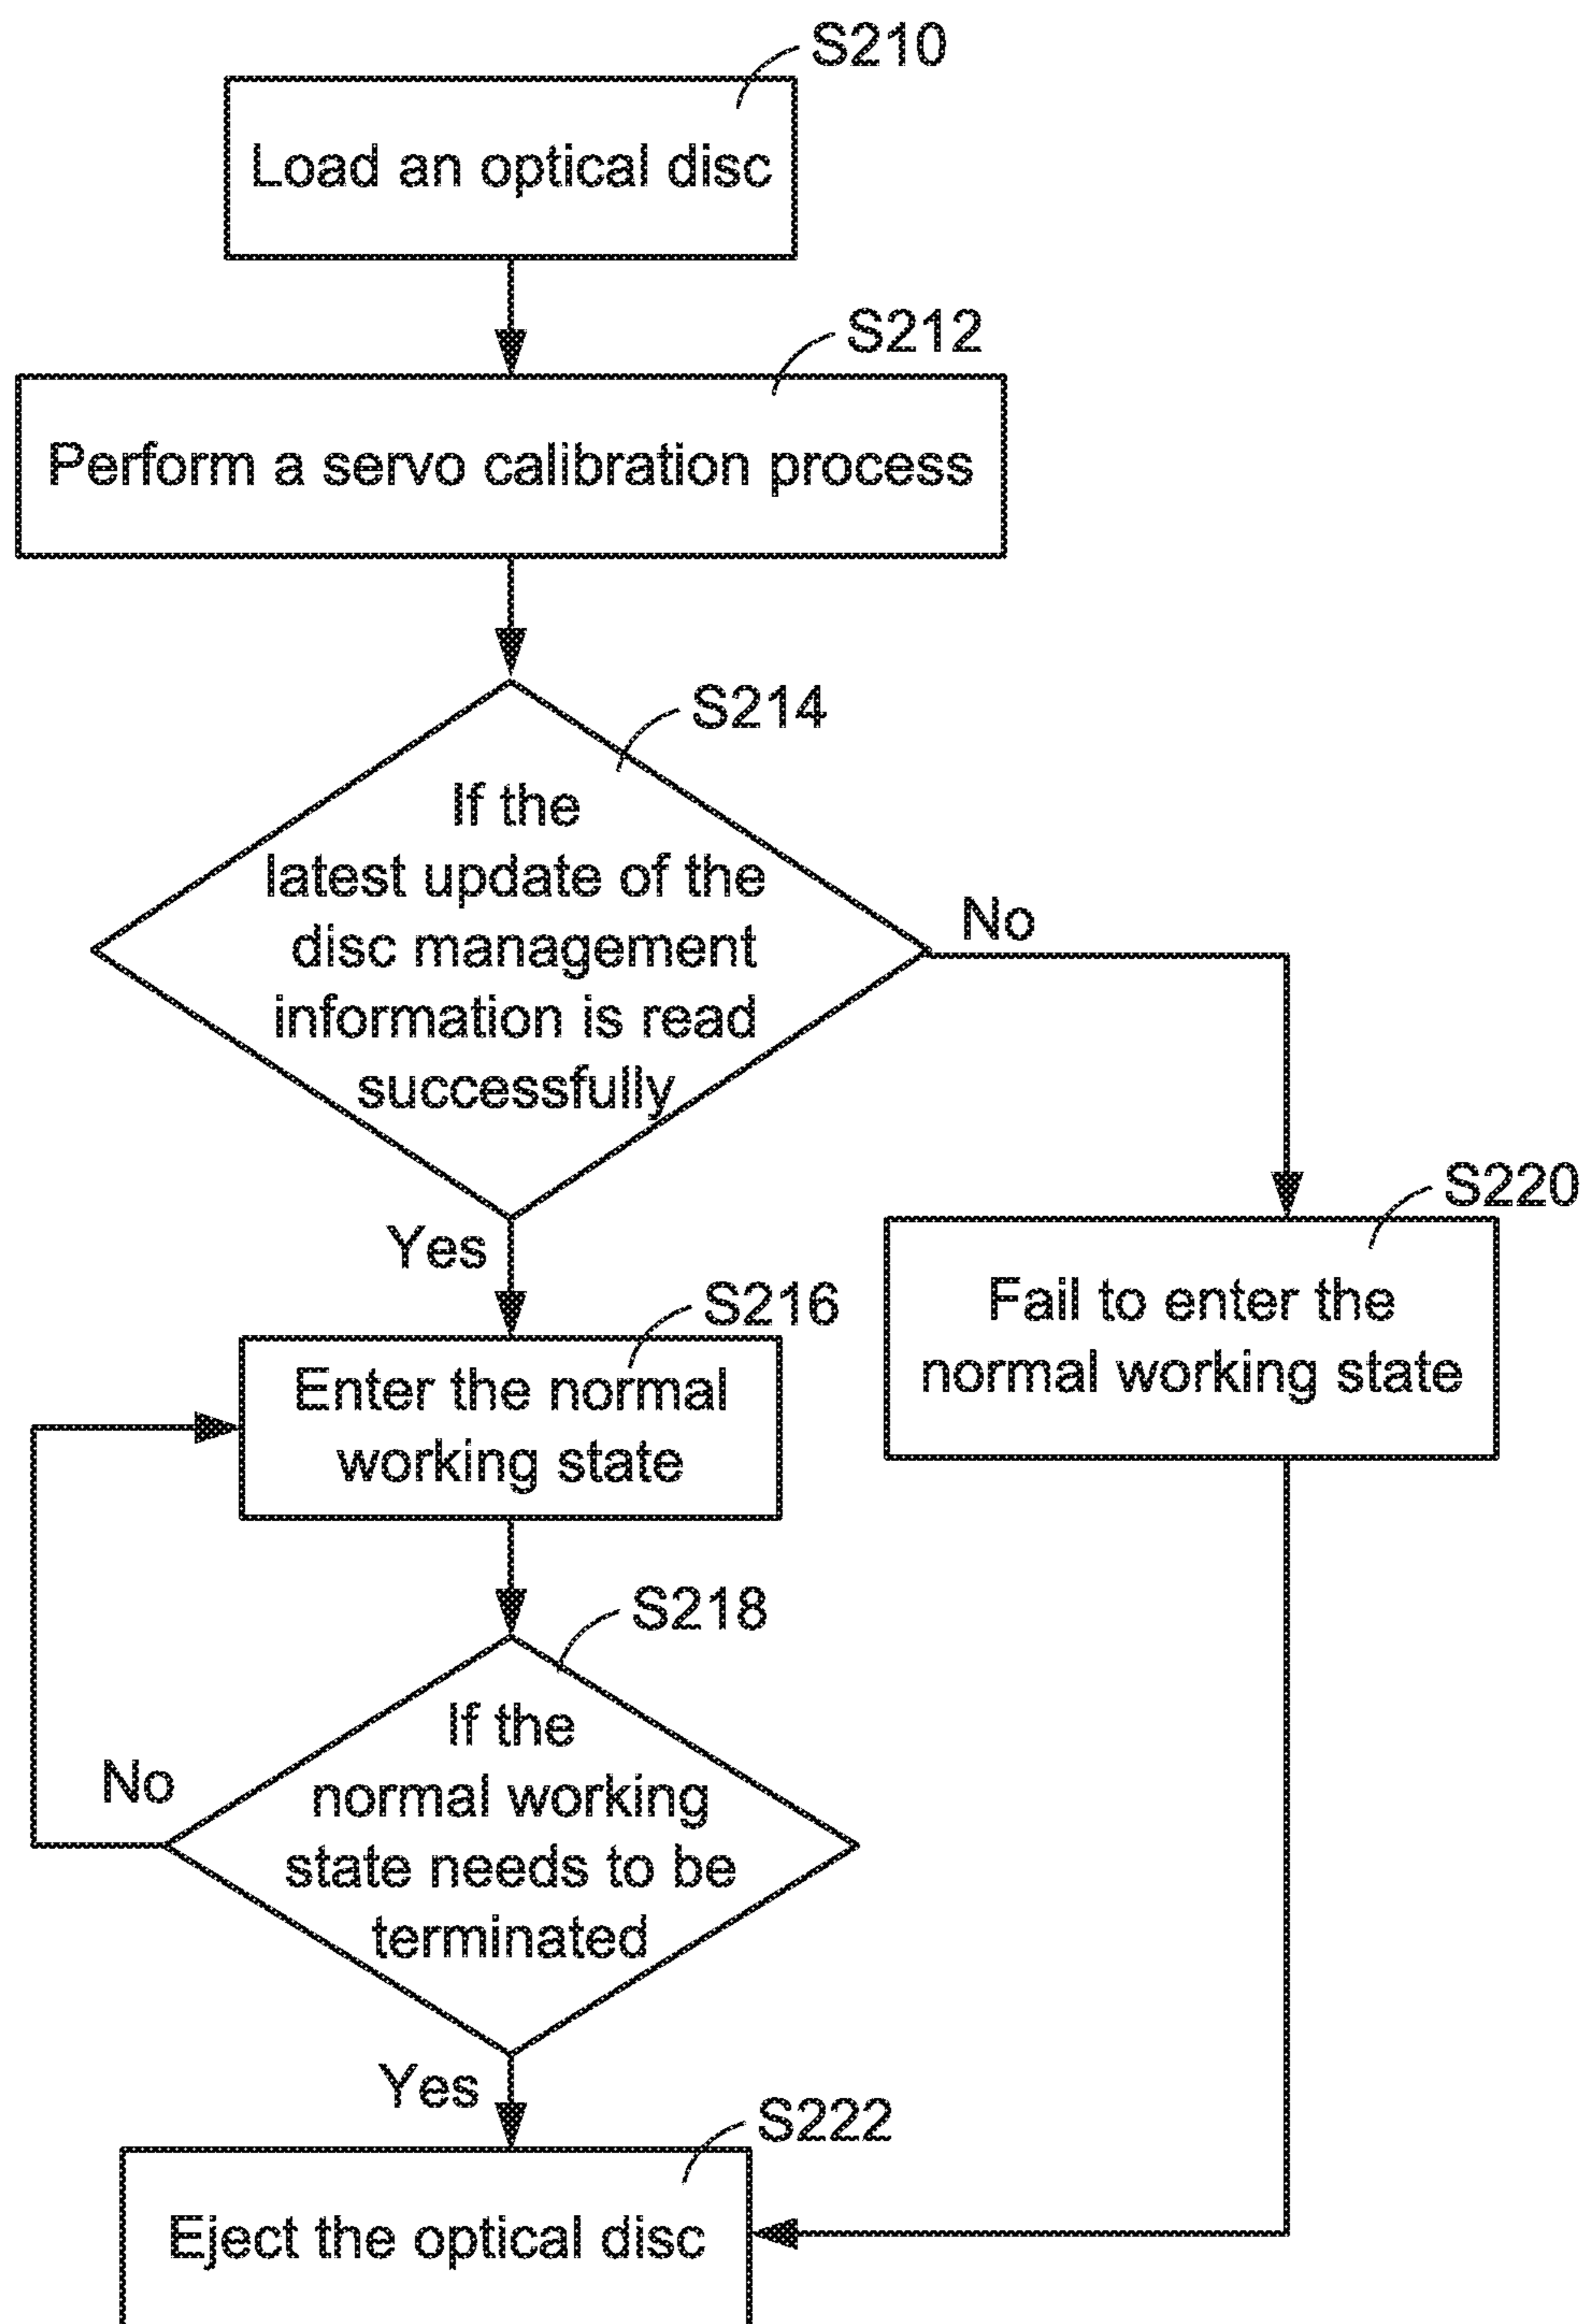 S210
Load an optical disc
S212
Perform a servo calibration process
S214
If the
latest update of the
disc management
information is read
successfully
No
Yes
S220
Fail to enter the
normal working state
S216
Enter the normal
working state
S218
If the
normal working
state needs to be
terminated
No
Yes
S222
Eject the optical disc